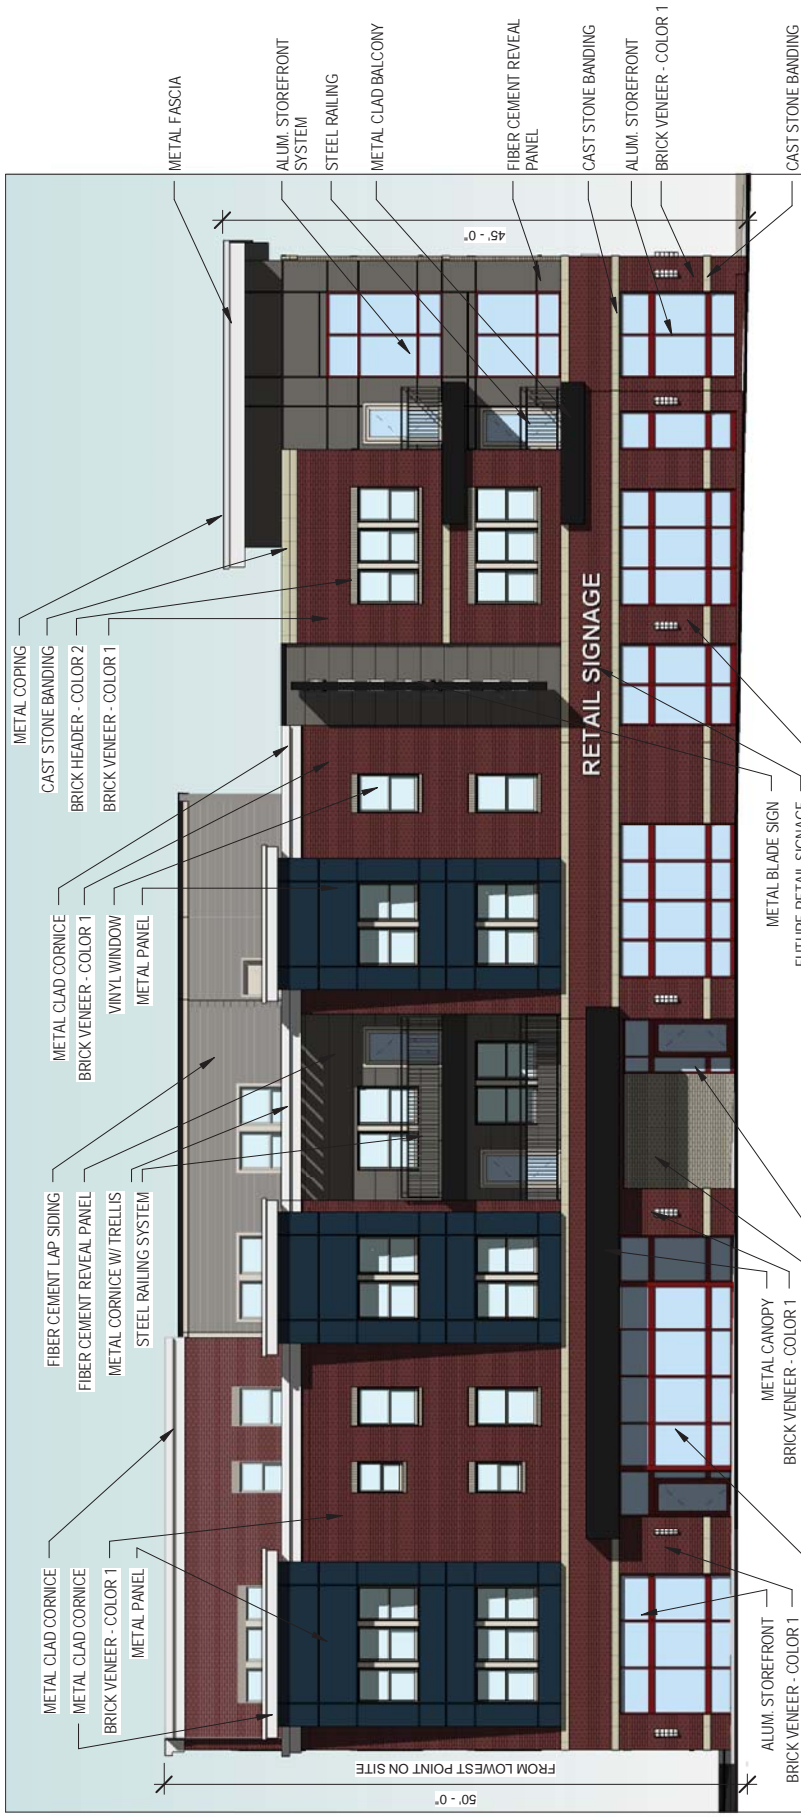 METAL CLAD CORNICE
METAL CLAD CORNICE
BRICK VENEER - COLOR 1
METAL PANEL
FIBER CEMENT LAP SIDING
FIBER CEMENT REVEAL PANEL
METAL CORNICE W/ TRELLIS
STEEL RAILING SYSTEM
METAL CLAD CORNICE
BRICK VENEER - COLOR 1
VINYL WINDOW
METAL PANEL
METAL COPING
CAST STONE BANDING
BRICK HEADER - COLOR 2
BRICK VENEER - COLOR 1
METAL FASCIA
ALUM. STOREFRONT
SYSTEM
STEEL RAILING
METAL CLAD BALCONY
FIBER CEMENT REVEAL
PANEL
CAST STONE BANDING
ALUM. STOREFRONT
BRICK VENEER - COLOR 1
CAST STONE BANDING
45' - 0"
RETAIL SIGNAGE
50' - 0"
FROM LOWEST POINT ON SITE
ALUM. STOREFRONT
BRICK VENEER - COLOR 1
METAL CANOPY
BRICK VENEER - COLOR 1
METAL BLADE SIGN
FUTURE RETAIL SIGNAGE